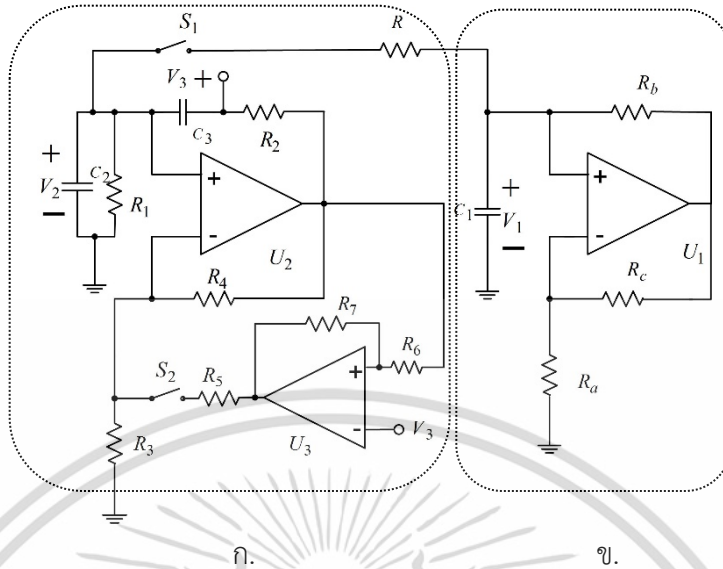 S1
R
V3 +
C3
R2
Rb
+
V2
−
C2
R1
+
-
U2
C1
+
V1
−
+
-
U1
R4
Rc
R7
R6
S2
R5
+
-
V3
U3
R3
Ra
ก.
ข.